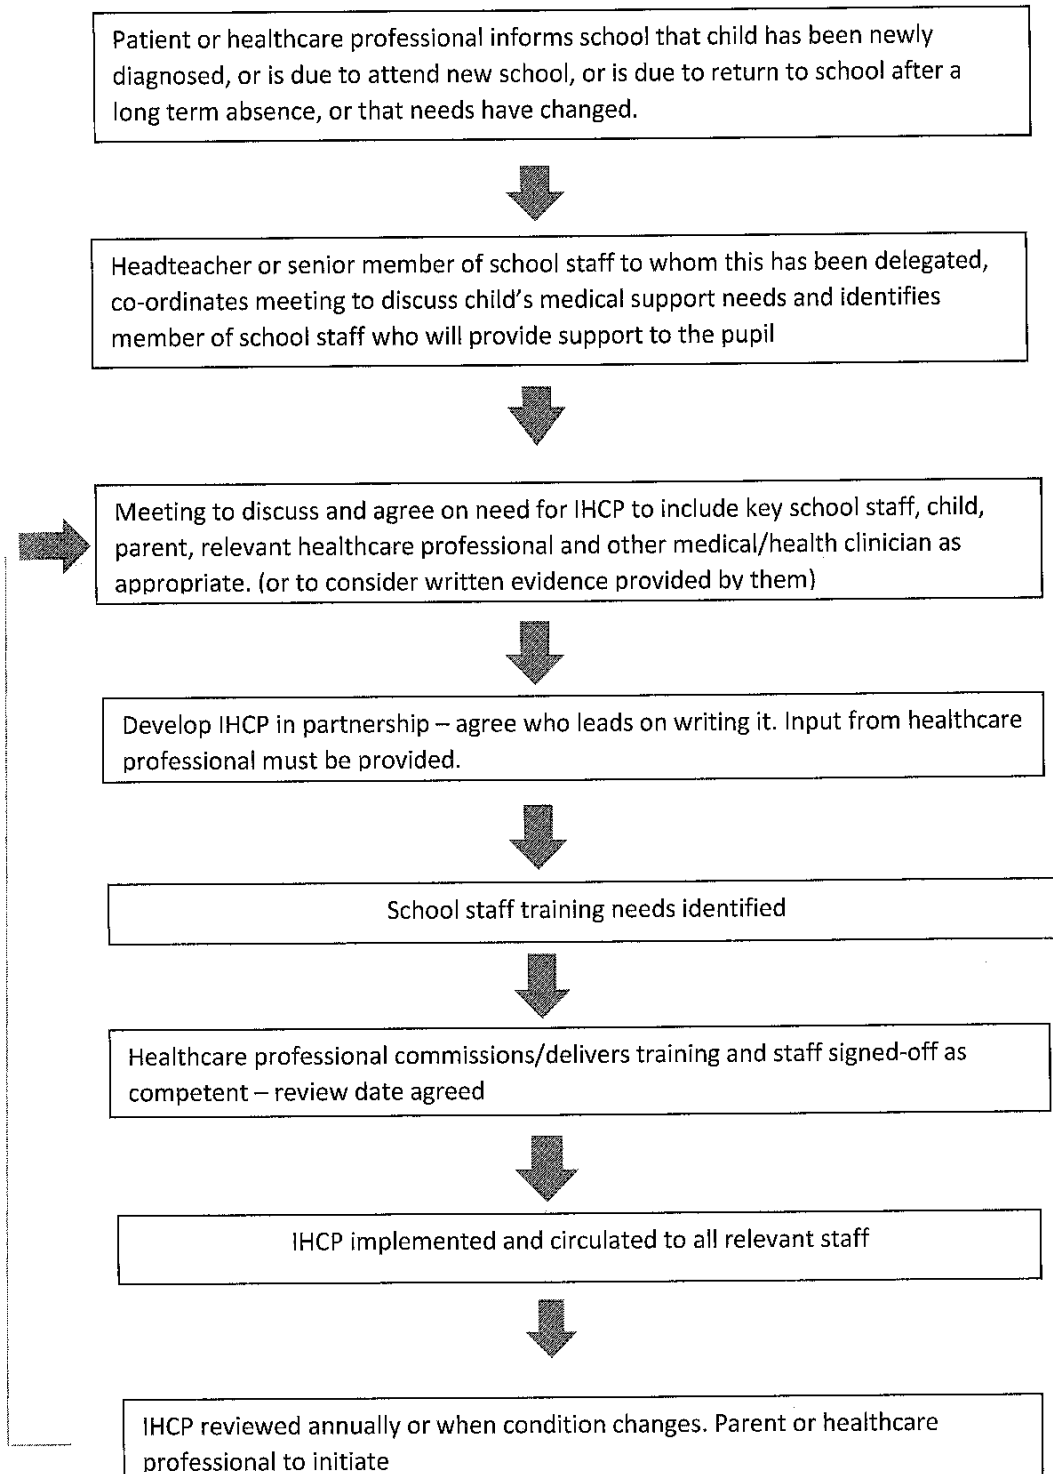 Patient or healthcare professional informs school that child has been newly
diagnosed, or is due to attend new school, or is due to return to school after a
long term absence, or that needs have changed.
Headteacher or senior member of school staff to whom this has been delegated,
co-ordinates meeting to discuss child's medical support needs and identifies
member of school staff who will provide support to the pupil
Meeting to discuss and agree on need for IHCP to include key school staff, child,
parent, relevant healthcare professional and other medical/health clinician as
appropriate. (or to consider written evidence provided by them)
Develop IHCP in partnership – agree who leads on writing it. Input from healthcare
professional must be provided.
School staff training needs identified
Healthcare professional commissions/delivers training and staff signed-off as
competent – review date agreed
IHCP implemented and circulated to all relevant staff
IHCP reviewed annually or when condition changes. Parent or healthcare
professional to initiate